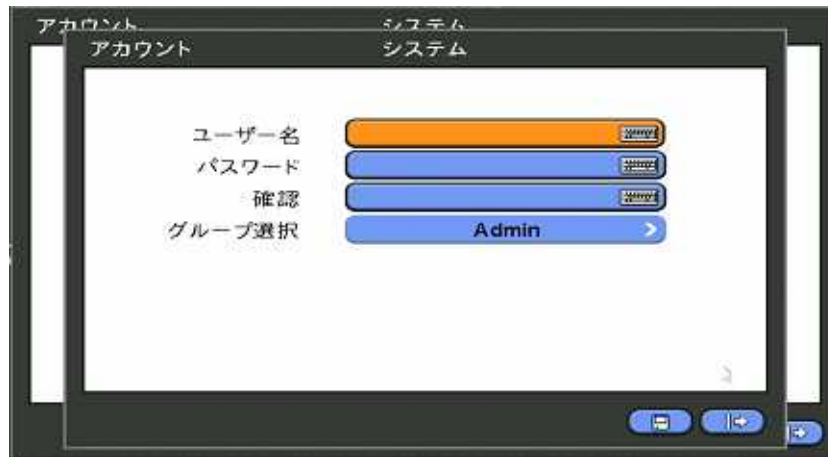 アカウント システム
アカウント システム
ユーザー名
パスワード
確認
グループ選択 Admin